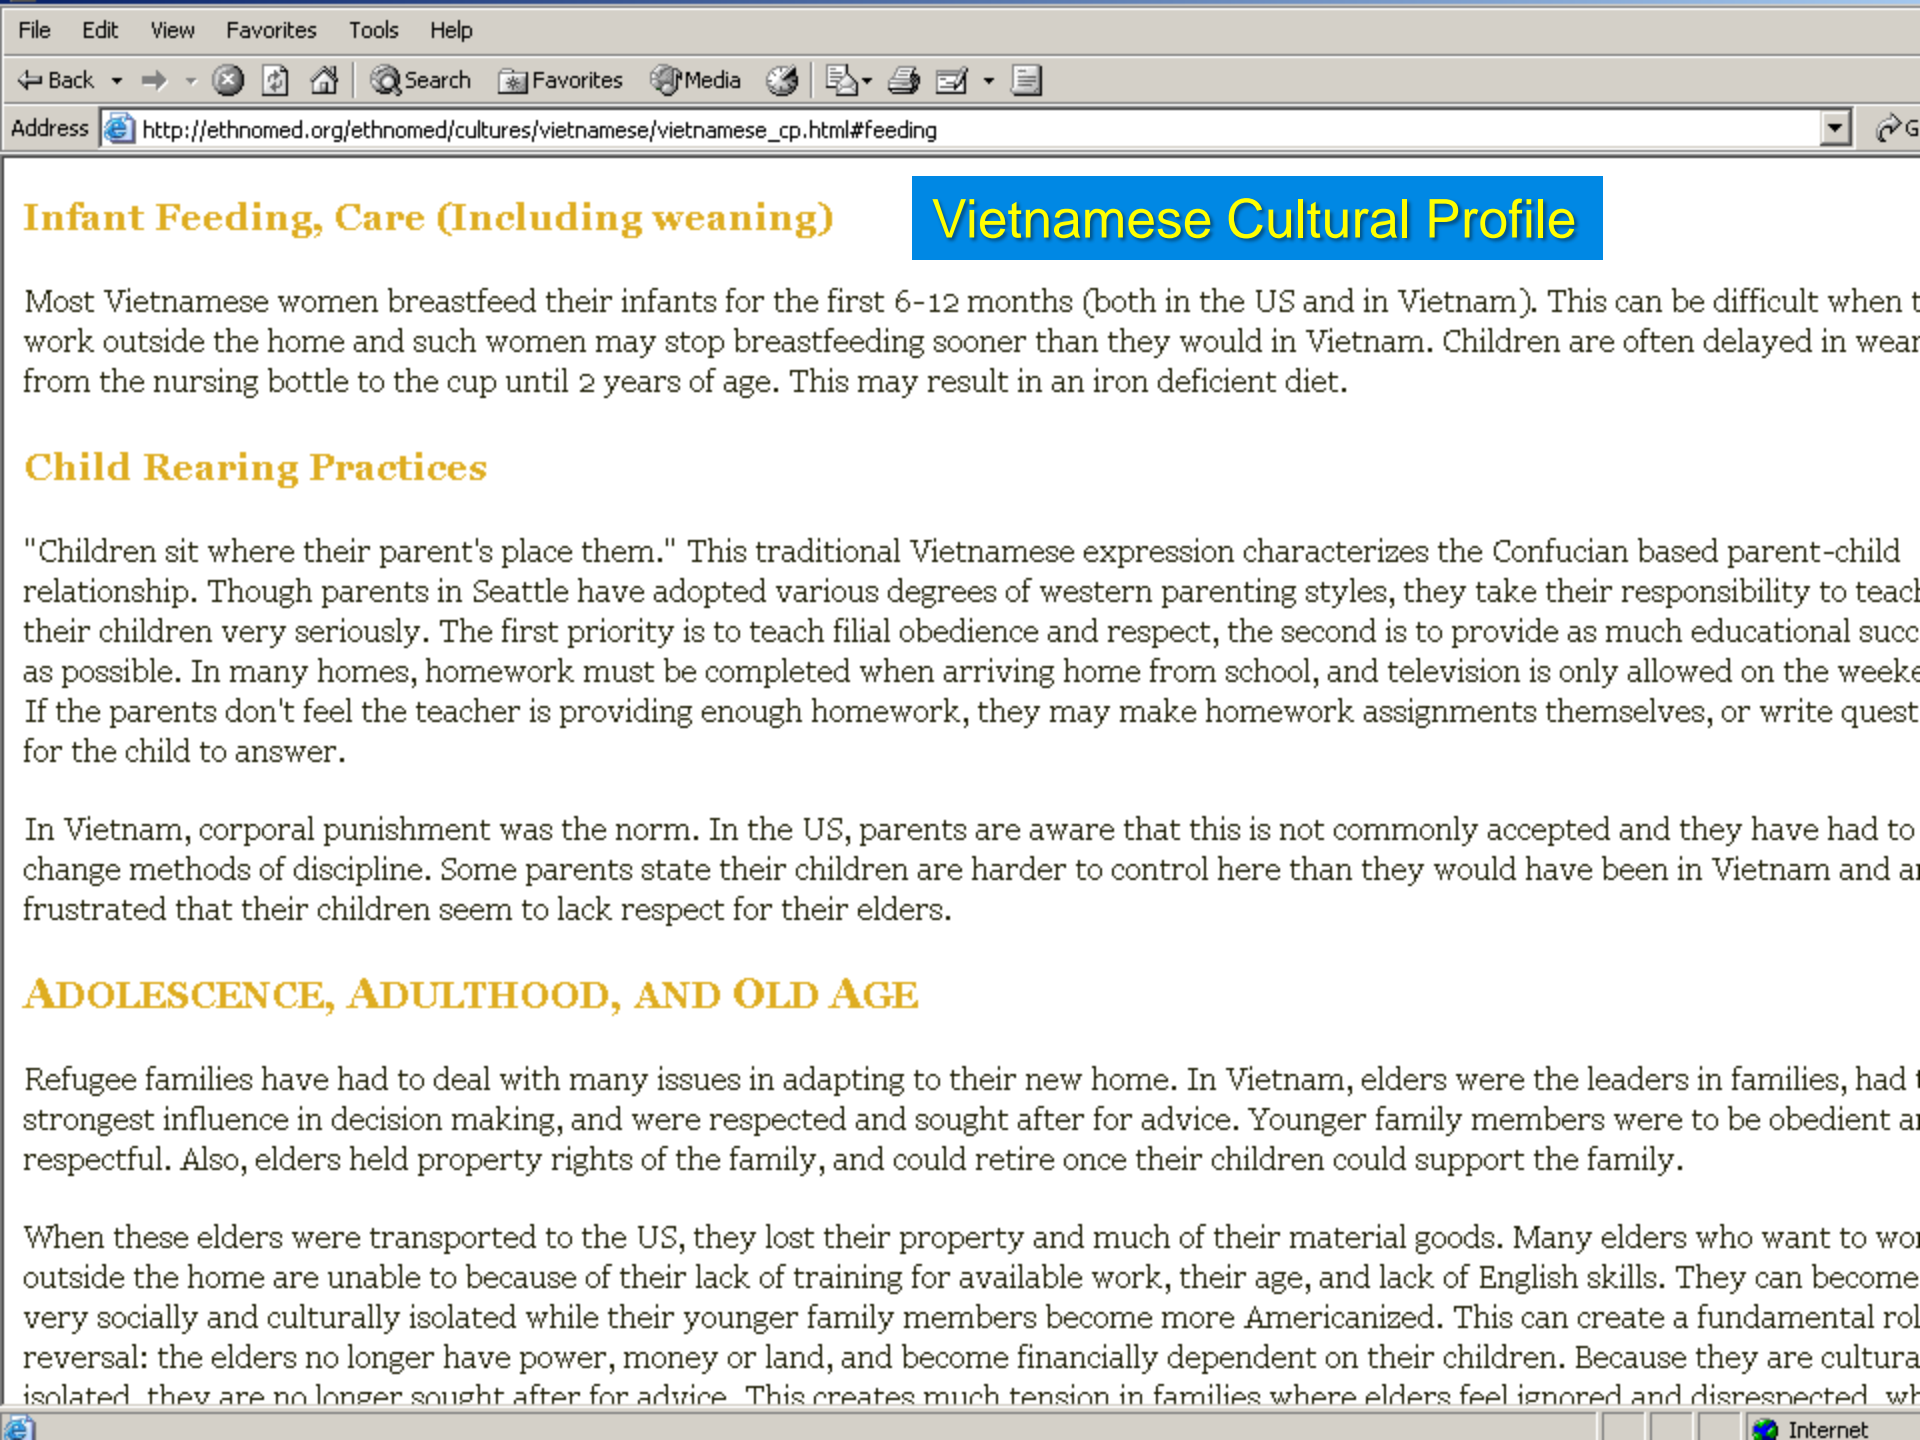 File Edit View Favorites Tools Help
Back Search Favorites Media
Address http://ethnomed.org/ethnomed/cultures/vietnamese/vietnamese_cp.html#feeding
Infant Feeding, Care (Including weaning)
Vietnamese Cultural Profile
Most Vietnamese women breastfeed their infants for the first 6-12 months (both in the US and in Vietnam). This can be difficult when
work outside the home and such women may stop breastfeeding sooner than they would in Vietnam. Children are often delayed in
from the nursing bottle to the cup until 2 years of age. This may result in an iron deficient diet.
Child Rearing Practices
"Children sit where their parent's place them." This traditional Vietnamese expression characterizes the Confucian based parent-child
relationship. Though parents in Seattle have adopted various degrees of western parenting styles, they take their responsibility to
their children very seriously. The first priority is to teach filial obedience and respect, the second is to provide as much educational
as possible. In many homes, homework must be completed when arriving home from school, and television is only allowed on the
If the parents don't feel the teacher is providing enough homework, they may make homework assignments themselves, or write
for the child to answer.
In Vietnam, corporal punishment was the norm. In the US, parents are aware that this is not commonly accepted and they have had to
change methods of discipline. Some parents state their children are harder to control here than they would have been in Vietnam and
frustrated that their children seem to lack respect for their elders.
ADOLESCENCE, ADULTHOOD, AND OLD AGE
Refugee families have had to deal with many issues in adapting to their new home. In Vietnam, elders were the leaders in families, had
strongest influence in decision making, and were respected and sought after for advice. Younger family members were to be obedient
respectful. Also, elders held property rights of the family, and could retire once their children could support the family.
When these elders were transported to the US, they lost their property and much of their material goods. Many elders who want to
outside the home are unable to because of their lack of training for available work, their age, and lack of English skills. They can become
very socially and culturally isolated while their younger family members become more Americanized. This can create a fundamental
reversal: the elders no longer have power, money or land, and become financially dependent on their children. Because they are
isolated, they are no longer sought after for advice. This creates much tension in families where elders feel ignored and disrespected,
Internet